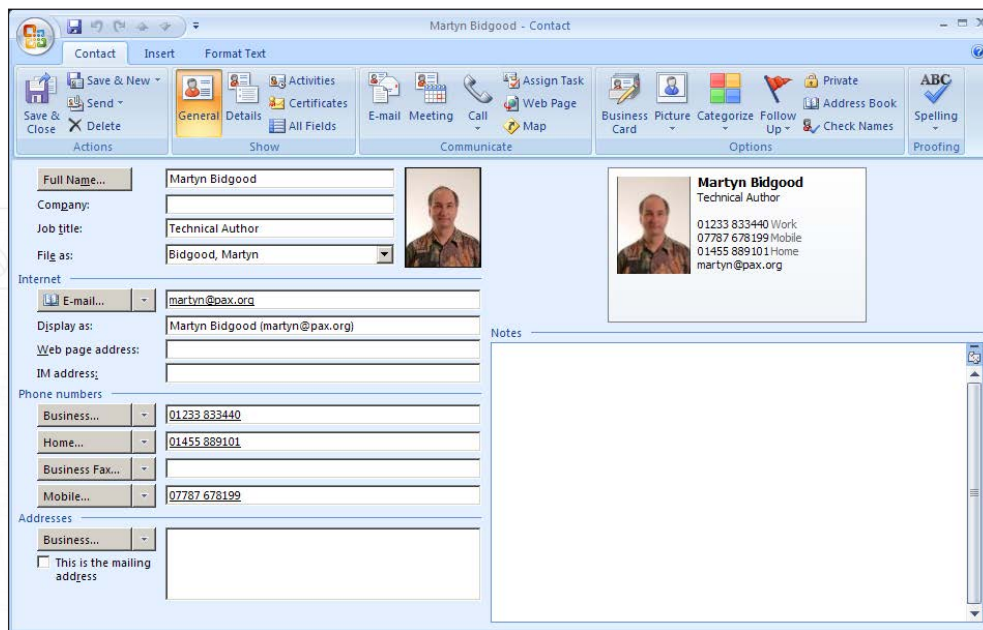 Martyn Bidgood - Contact
Contact Insert Format Text
Save & Close
Save & New
Send
Delete
Actions
General
Details
Activities
Certificates
All Fields
Show
E-mail
Meeting
Call
Assign Task
Web Page
Map
Communicate
Business Card
Picture
Categorize
Follow Up
Private
Address Book
Check Names
Options
ABC
Spelling
Proofing
Full Name... Martyn Bidgood
Company:
Job title: Technical Author
File as: Bidgood, Martyn
Internet
E-mail... martyn@pax.org
Display as: Martyn Bidgood (martyn@pax.org)
Web page address:
IM address:
Phone numbers
Business... 01233 833440
Home... 01455 889101
Business Fax...
Mobile... 07787 678199
Addresses
Business...
This is the mailing
address
Martyn Bidgood
Technical Author
01233 833440 Work
07787 678199 Mobile
01455 889101 Home
martyn@pax.org
Notes